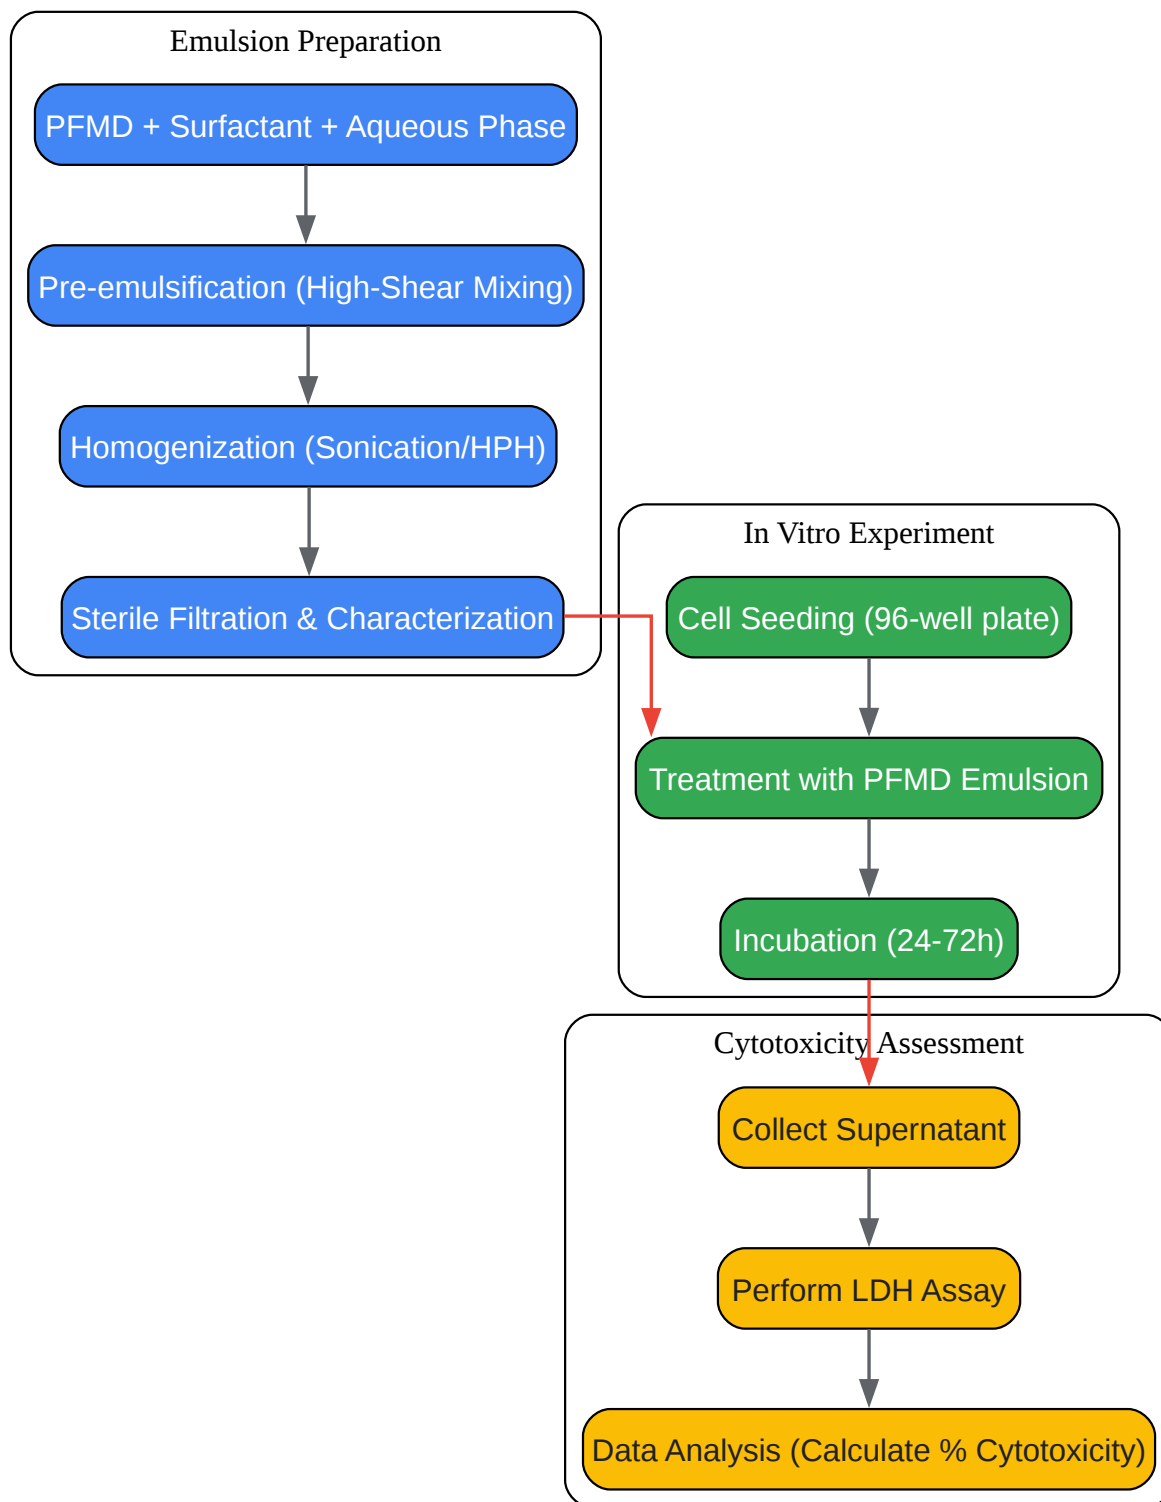 Emulsion Preparation
PFMD + Surfactant + Aqueous Phase
Pre-emulsification (High-Shear Mixing)
Homogenization (Sonication/HPH)
Sterile Filtration & Characterization
In Vitro Experiment
Cell Seeding (96-well plate)
Treatment with PFMD Emulsion
Incubation (24-72h)
Cytotoxicity Assessment
Collect Supernatant
Perform LDH Assay
Data Analysis (Calculate % Cytotoxicity)